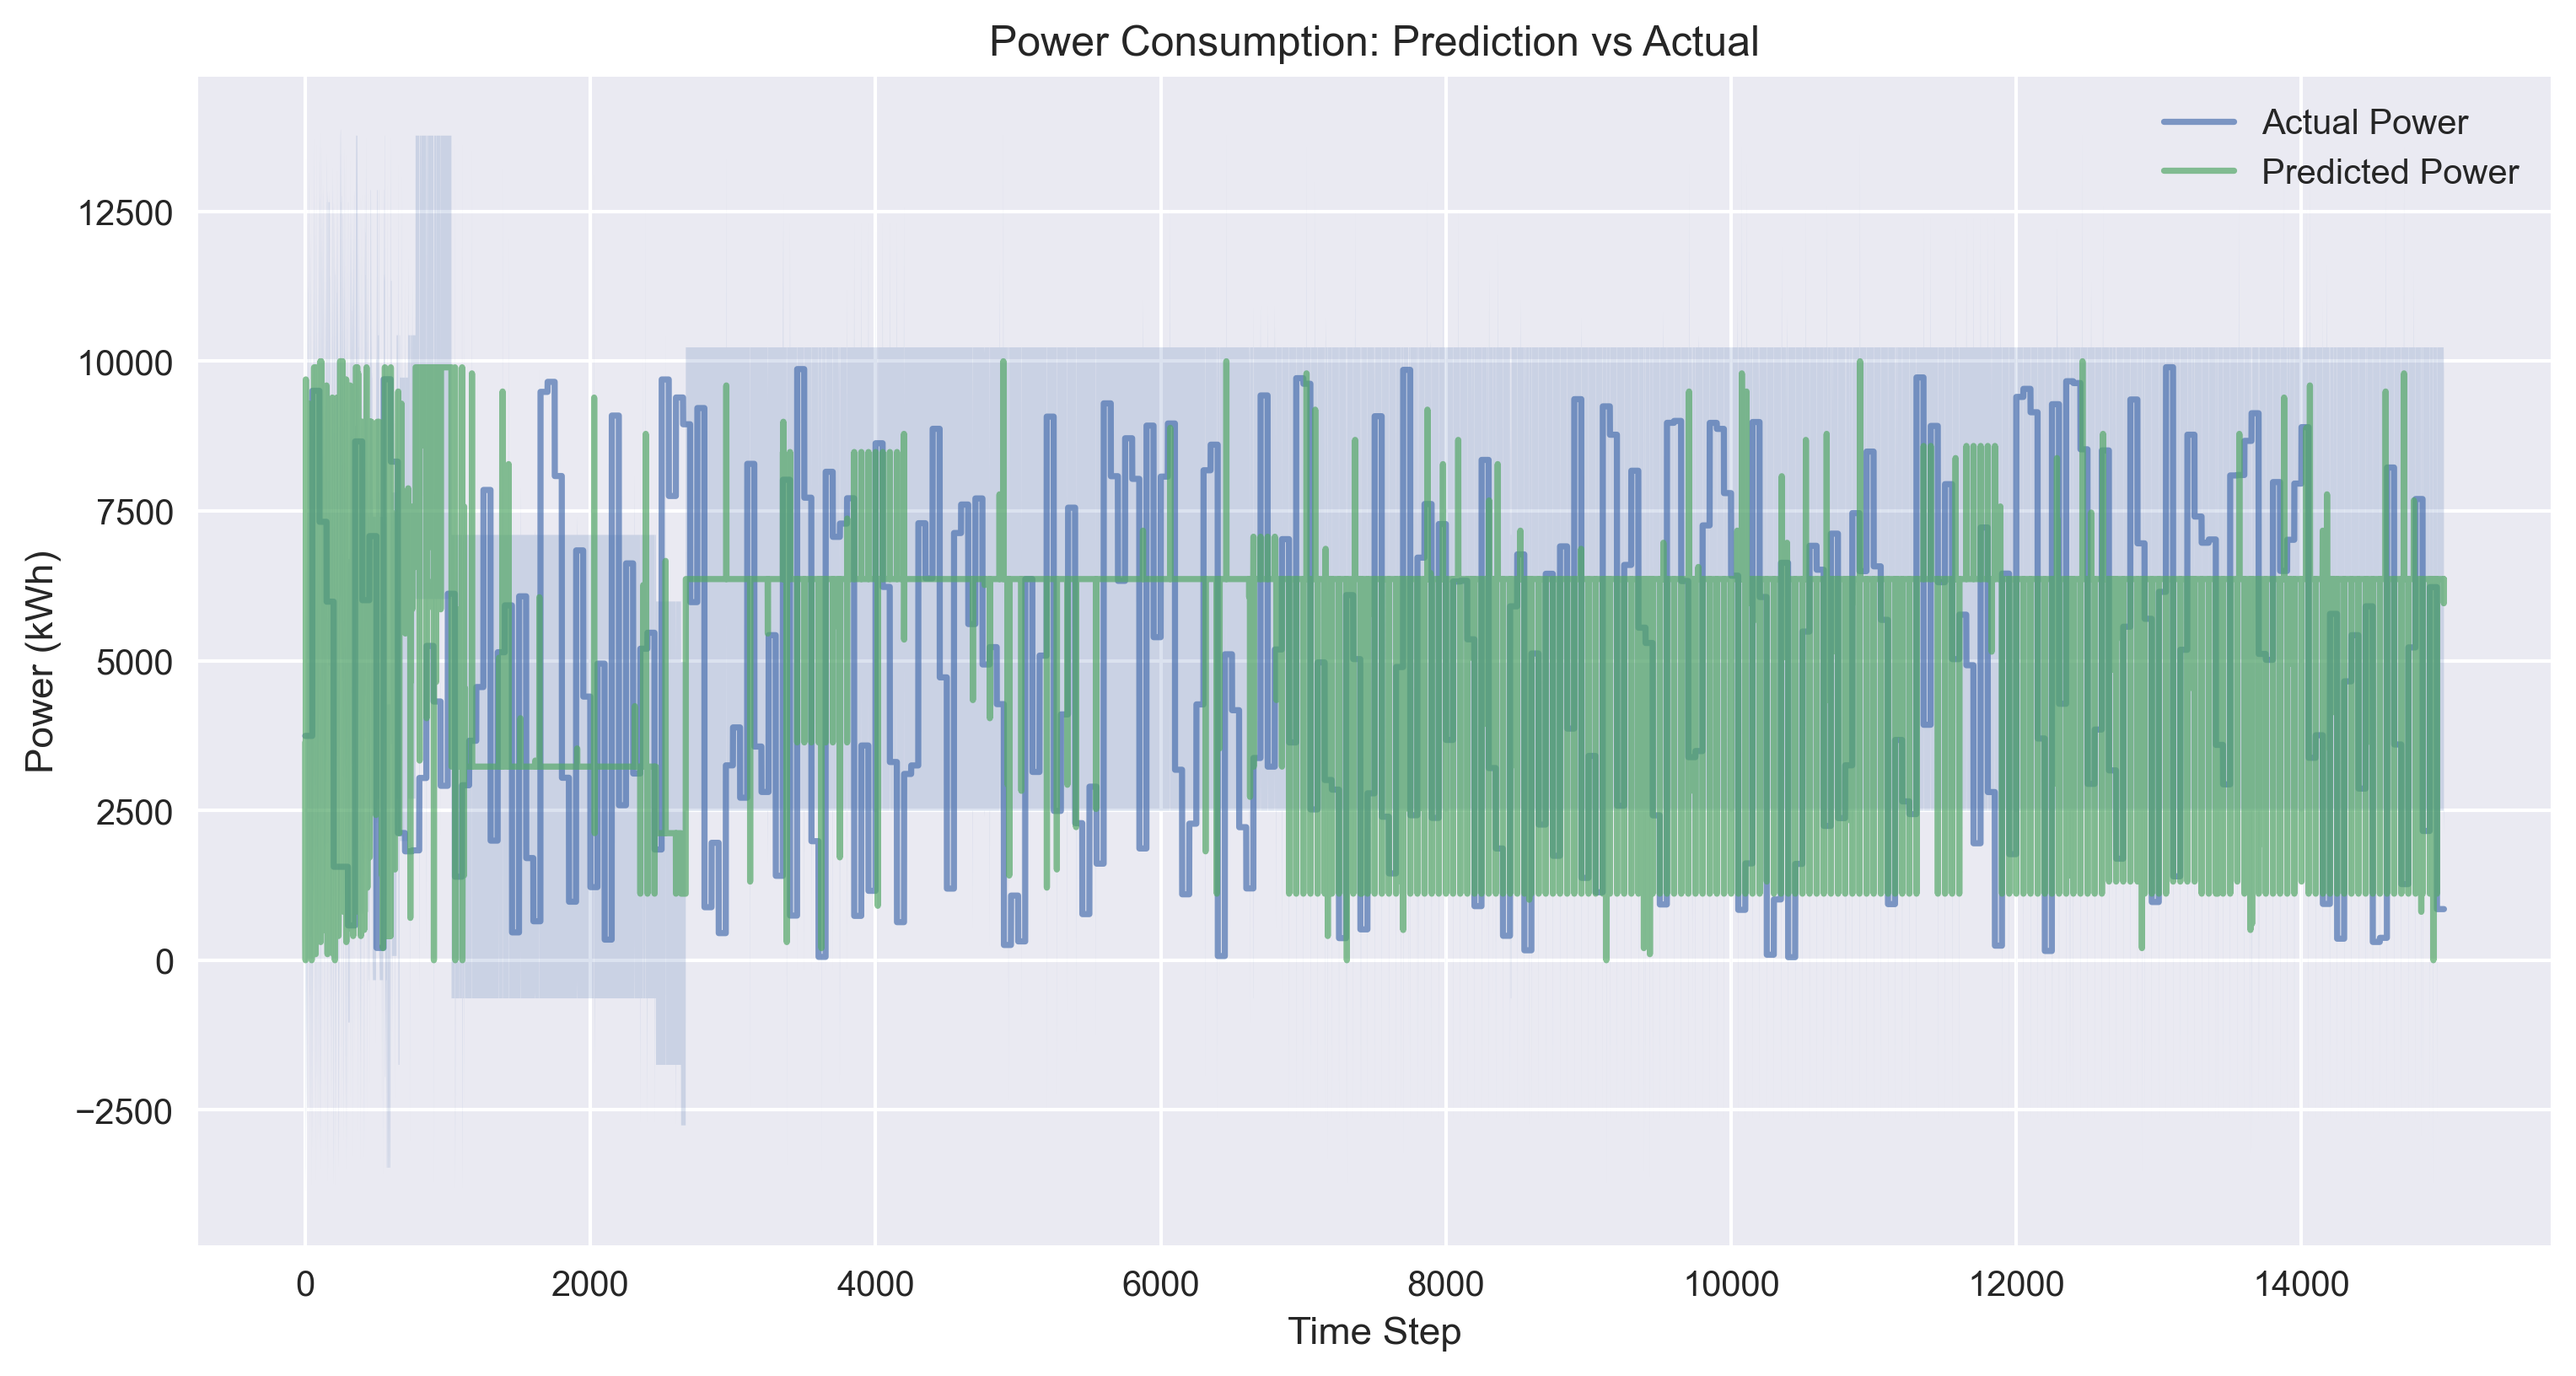 Power Consumption: Prediction vs Actual
Actual Power
Predicted Power
12500
10000
7500
5000
2500
0
−2500
Power (kWh)
0 2000 4000 6000 8000 10000 12000 14000
Time Step